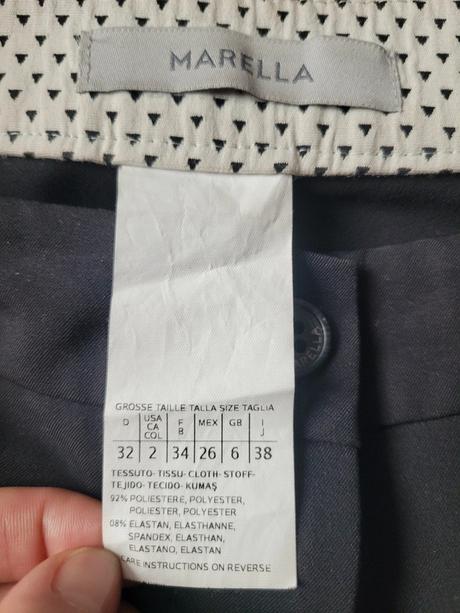 MARELLA
GROSSE TAILLE TALLA SIZE TAGLIA
D USA CA COL F B MEX GB I J
32 2 34 26 6 38
TESSUTO-TISSU-CLOTH-STOFF-
TEJIDO-TECIDO-KUMAŞ
92% POLIESTERE, POLYESTER,
POLIESTER, POLYESTER
08% ELASTAN, ELASTHANNE,
SPANDEX, ELASTHAN,
ELASTANO, ELASTAN
CARE INSTRUCTIONS ON REVERSE
MARELLA